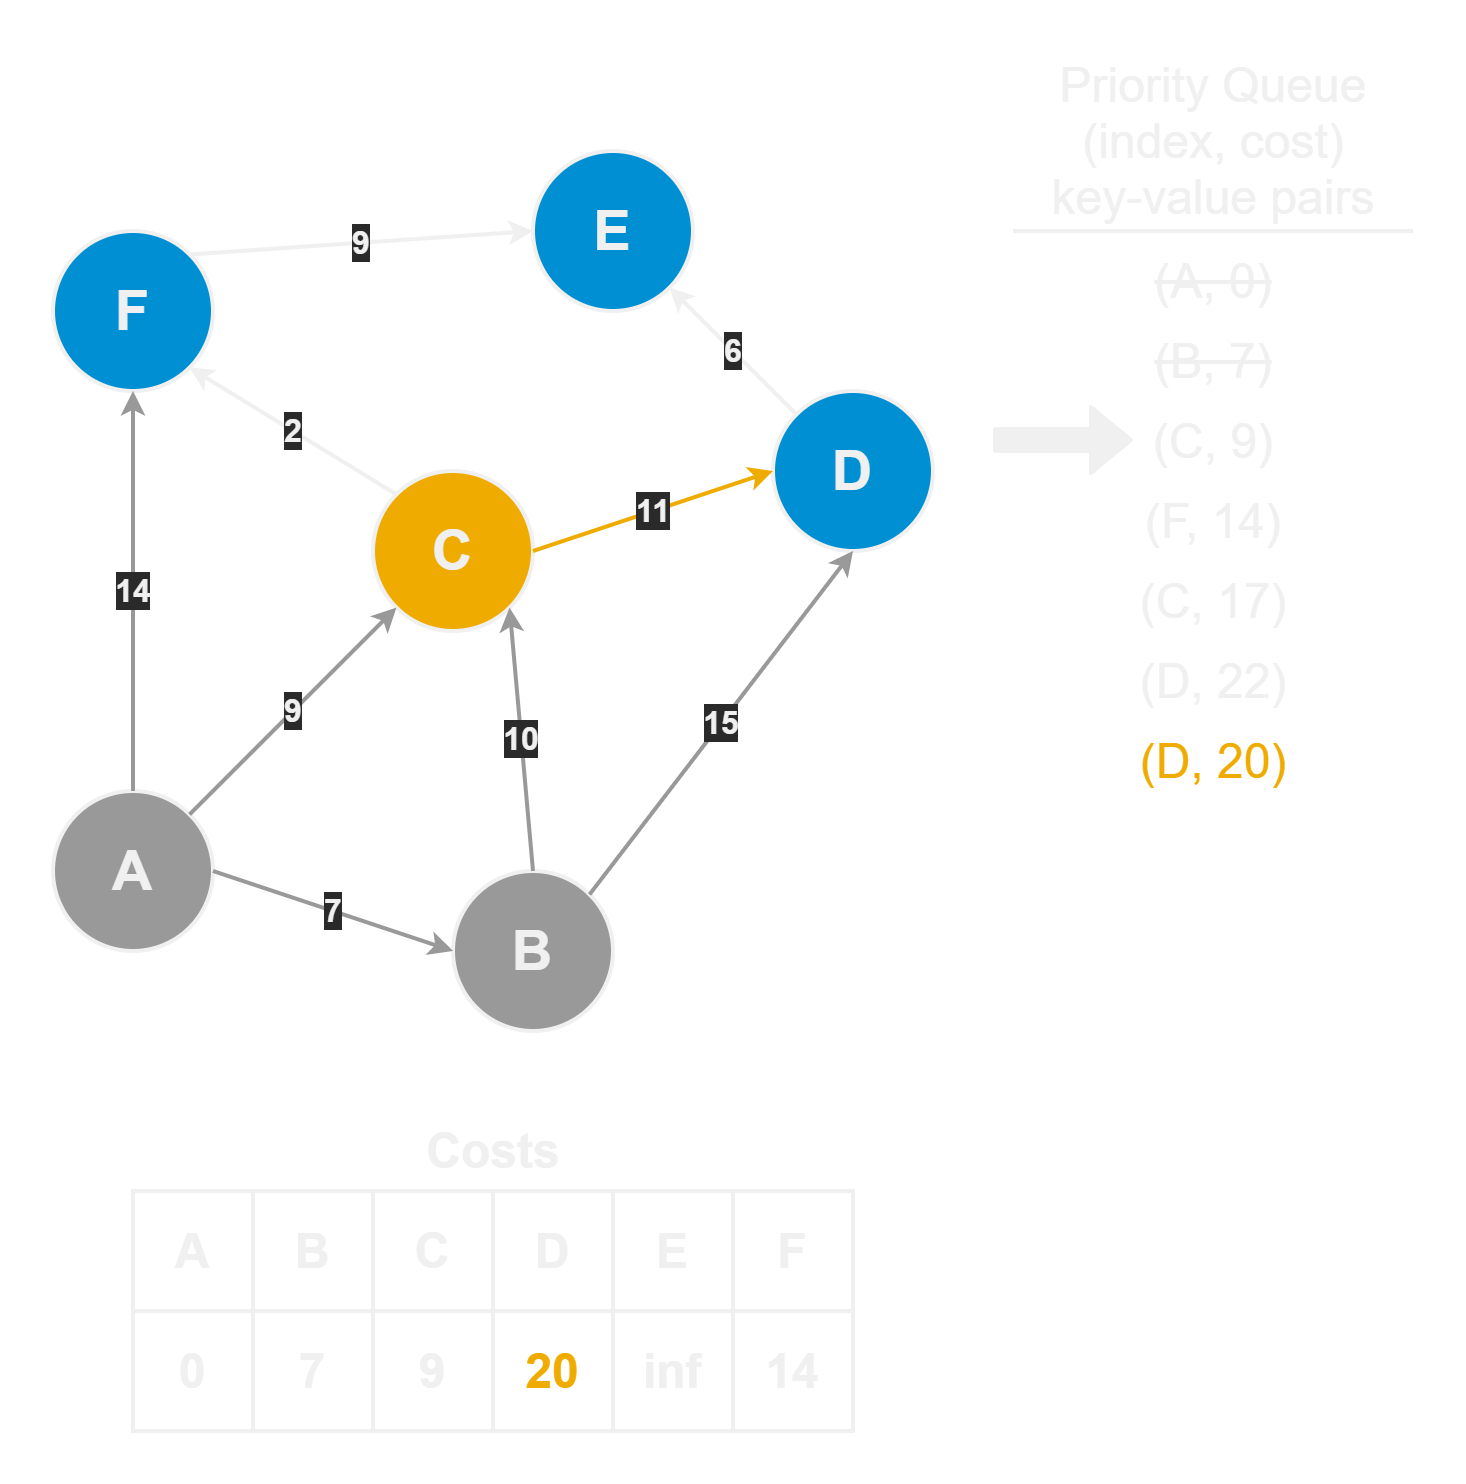 Priority Queue
(index, cost)
key-value pairs
(A, 0)
(B, 7)
(C, 9)
(F, 14)
(C, 17)
(D, 22)
(D, 20)
E
9
F
6
2
D
11
C
14
9
15
10
A
7
B
Costs
A B C D E F
0 7 9 20 inf 14